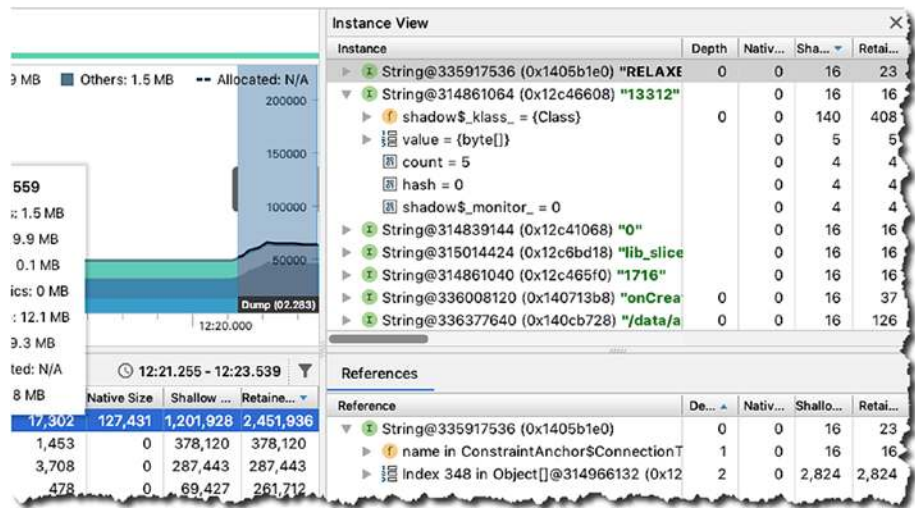 Instance View
Instance Depth Nativ... Sha... Retai...
String@335917536 (0x1405b1e0) "RELAXE 0 0 16 23
String@314861064 (0x12c46608) "13312" 0 16 16
shadow$_klass_ = {Class} 0 0 140 408
value = {byte[]} 0 5 5
count = 5 0 4 4
hash = 0 0 4 4
shadow$_monitor_ = 0 0 4 4
String@314839144 (0x12c41068) "0" 0 16 16
String@315014424 (0x12c6bd18) "lib_slice 0 16 16
String@314861040 (0x12c465f0) "1716" 0 16 16
String@336008120 (0x140713b8) "onCrea 0 0 16 37
String@336377640 (0x140cb728) "/data/a 0 0 16 126
9 MB Others: 1.5 MB -- Allocated: N/A
200000
150000
100000
50000
Dump (02.283)
12:20.000
559
s: 1.5 MB
9.9 MB
0.1 MB
ics: 0 MB
: 12.1 MB
9.3 MB
ted: N/A
8 MB
12:21.255 - 12:23.539
Native Size Shallow ... Retaine...
17,302 127,431 1,201,928 2,451,936
1,453 0 378,120 378,120
3,708 0 287,443 287,443
478 0 69,427 261,712
References
Reference De... Nativ... Shallo... Retai...
String@335917536 (0x1405b1e0) 0 0 16 23
name in ConstraintAnchor$ConnectionT 1 0 16 16
Index 348 in Object[]@314966132 (0x12 2 0 2,824 2,824